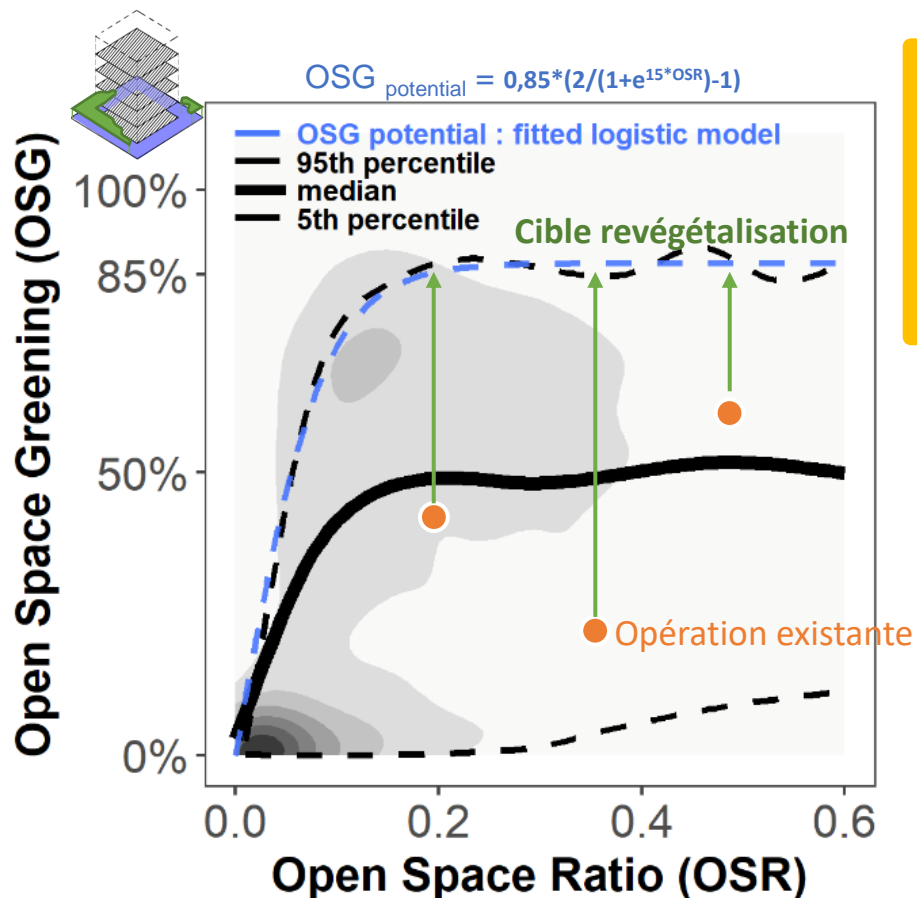 OSG potential = 0,85*(2/(1+e15*OSR)-1)
OSG potential : fitted logistic model
95th percentile
median
5th percentile
Cible revégétalisation
Opération existante
Open Space Greening (OSG)
100%
85%
50%
0%
0.0 0.2 0.4 0.6
Open Space Ratio (OSR)